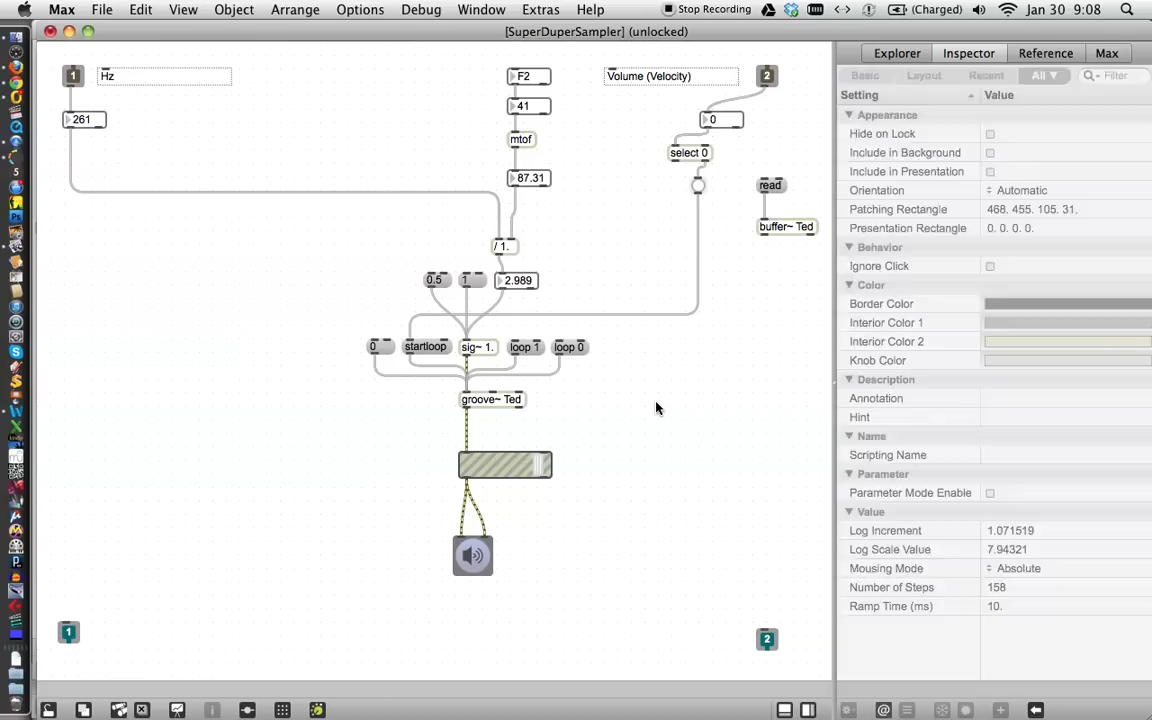 Max File Edit View Object Arrange Options Debug Window Extras Help Stop Recording (Charged) Jan 30 9:08
[SuperDuperSampler] (unlocked)
1 Hz F2 Volume (Velocity) 2
261 41 0
mtof select 0
87.31 read
buffer~ Ted
/ 1.
0.5 1 2.989
0 startloop sig~ 1. loop 1 loop 0
groove~ Ted
1 2
Explorer Inspector Reference Max
Basic Layout Recent All Filter
Setting Value
Appearance
Hide on Lock
Include in Background
Include in Presentation
Orientation Automatic
Patching Rectangle 468. 455. 105. 31.
Presentation Rectangle 0. 0. 0. 0.
Behavior
Ignore Click
Color
Border Color
Interior Color 1
Interior Color 2
Knob Color
Description
Annotation
Hint
Name
Scripting Name
Parameter
Parameter Mode Enable
Value
Log Increment 1.071519
Log Scale Value 7.94321
Mousing Mode Absolute
Number of Steps 158
Ramp Time (ms) 10.